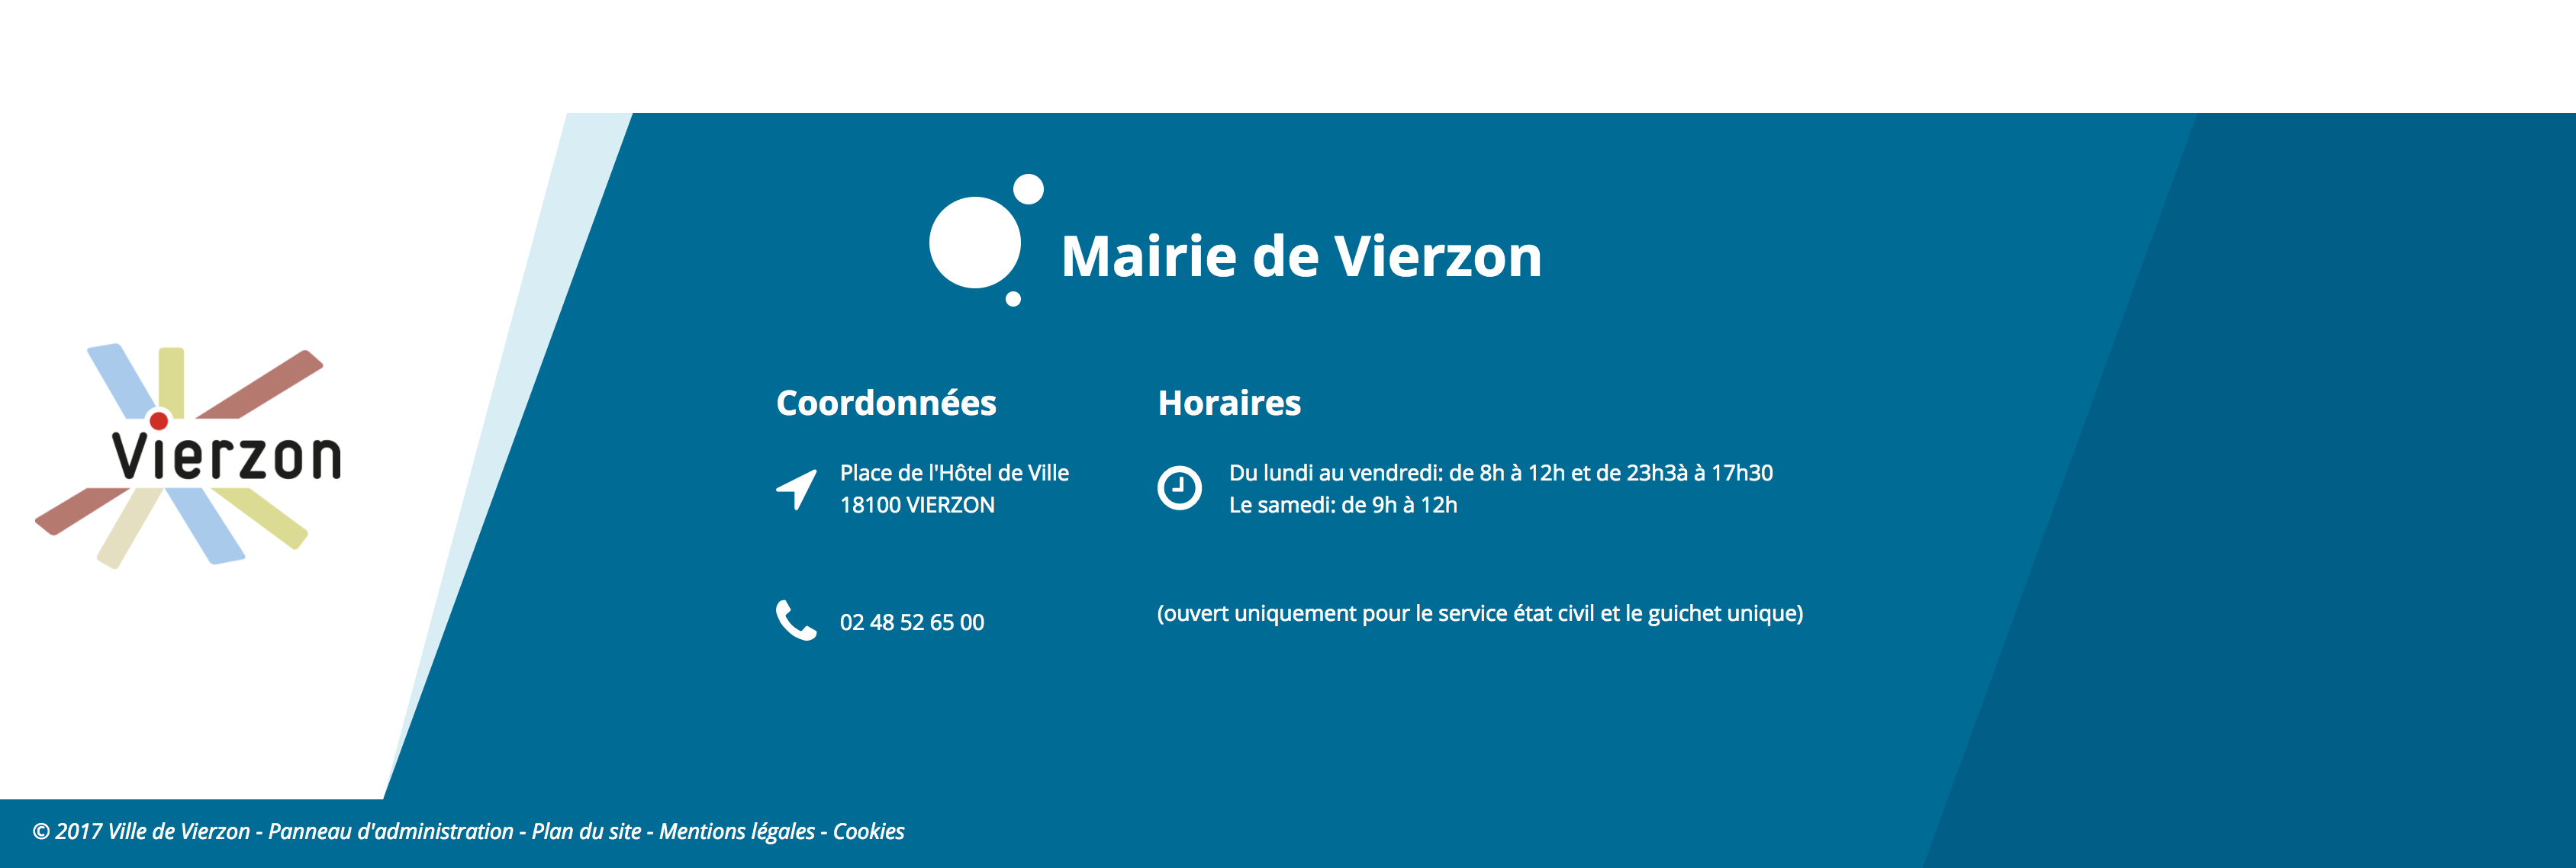 Mairie de Vierzon
Vierzon
Coordonnées
Place de l'Hôtel de Ville
18100 VIERZON
02 48 52 65 00
Horaires
Du lundi au vendredi: de 8h à 12h et de 23h3à à 17h30
Le samedi: de 9h à 12h
(ouvert uniquement pour le service état civil et le guichet unique)
© 2017 Ville de Vierzon - Panneau d'administration - Plan du site - Mentions légales - Cookies